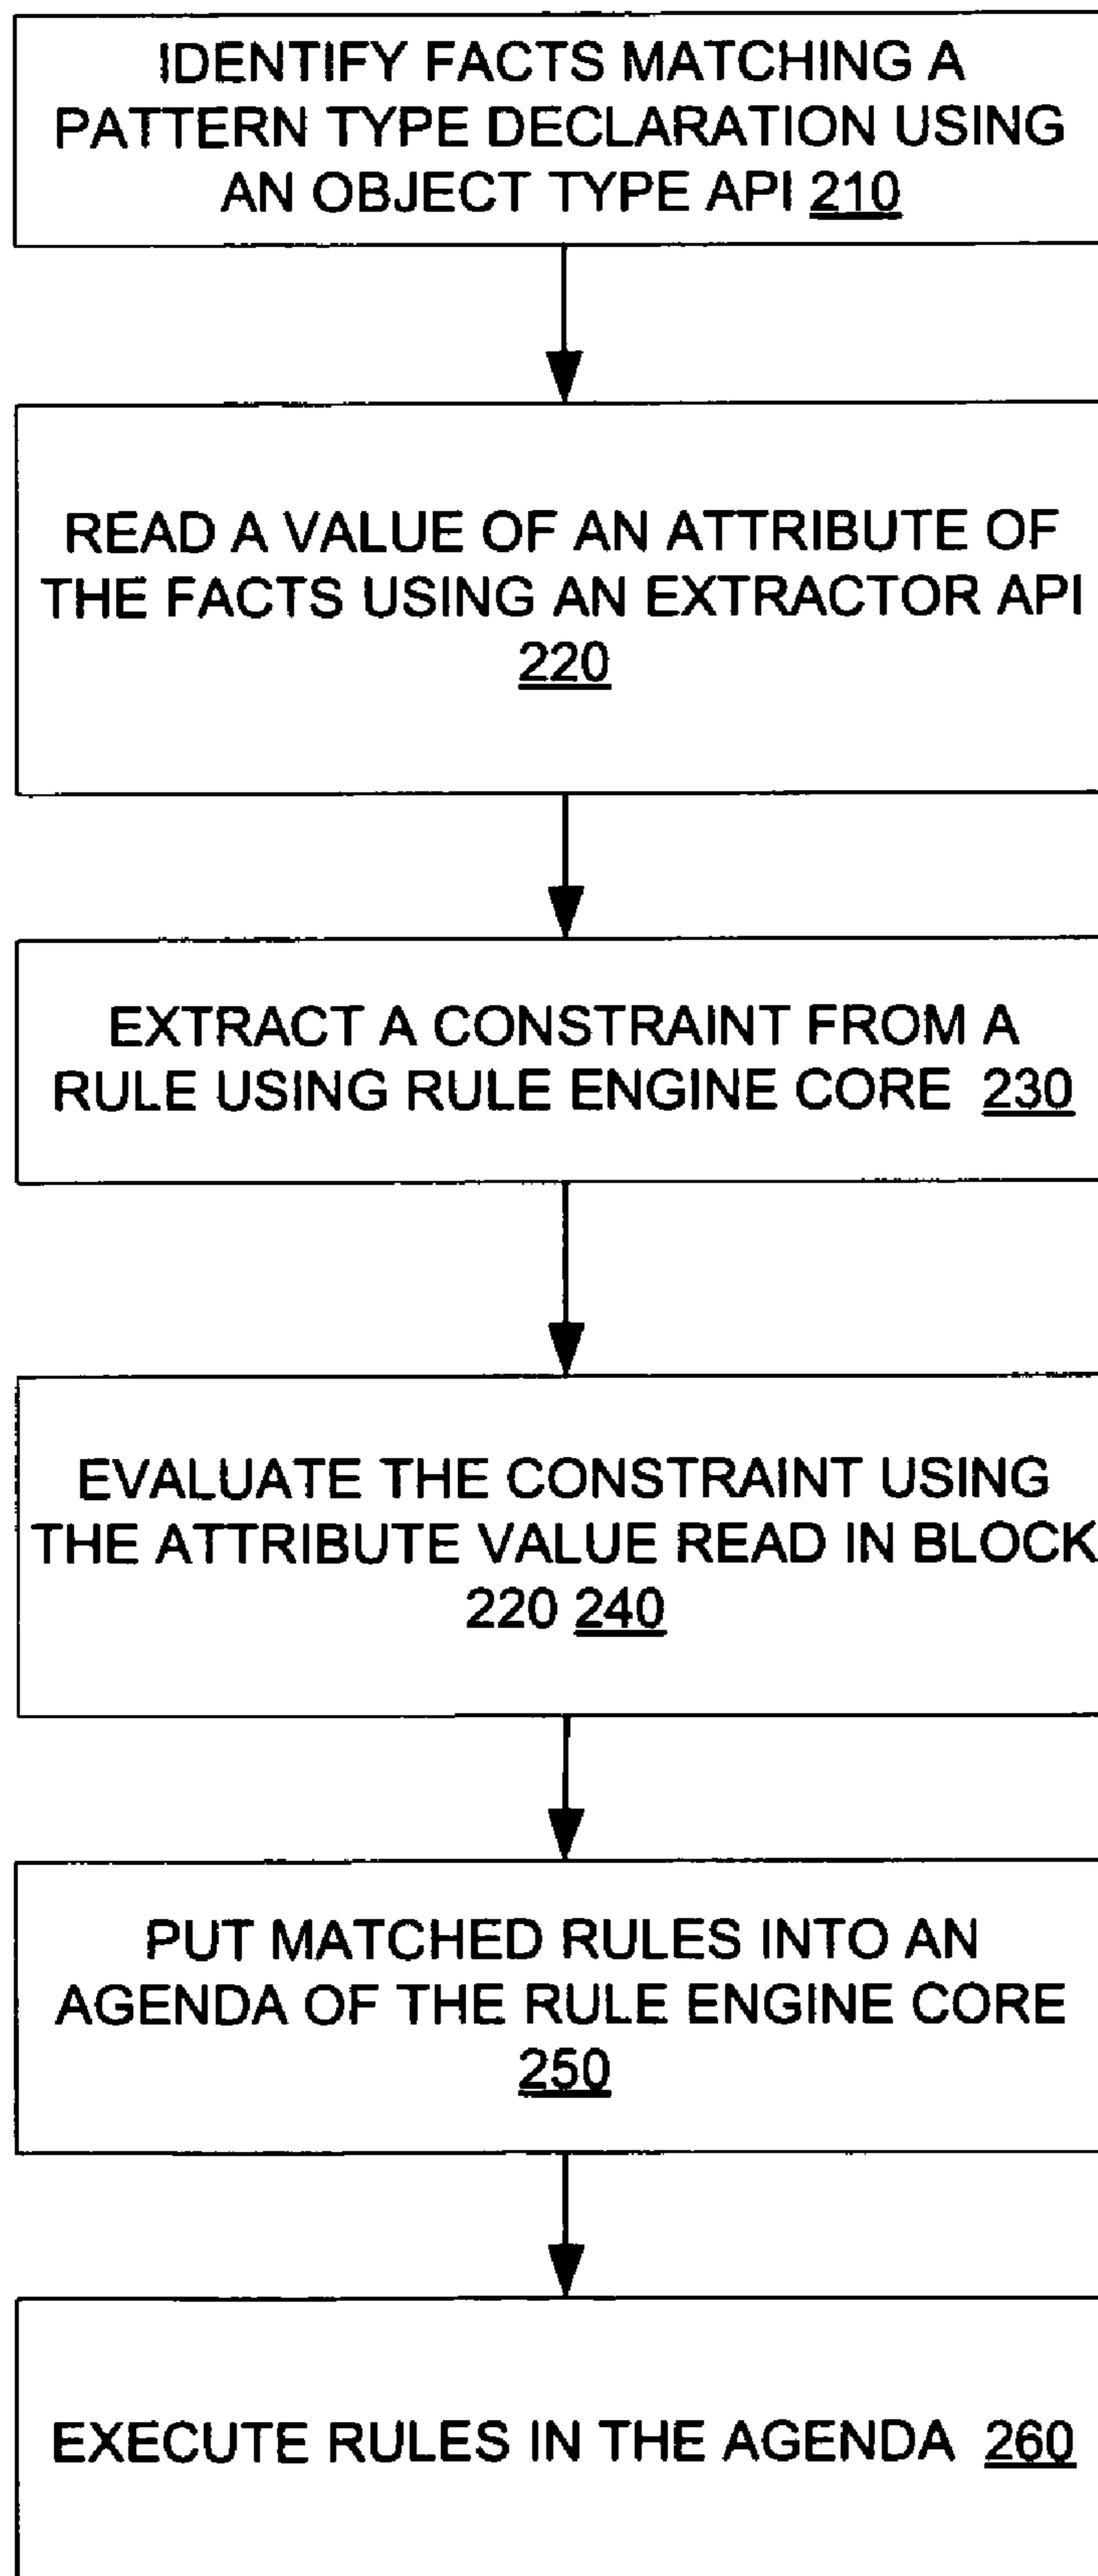 IDENTIFY FACTS MATCHING A
PATTERN TYPE DECLARATION USING
AN OBJECT TYPE API 210
READ A VALUE OF AN ATTRIBUTE OF
THE FACTS USING AN EXTRACTOR API
220
EXTRACT A CONSTRAINT FROM A
RULE USING RULE ENGINE CORE 230
EVALUATE THE CONSTRAINT USING
THE ATTRIBUTE VALUE READ IN BLOCK
220 240
PUT MATCHED RULES INTO AN
AGENDA OF THE RULE ENGINE CORE
250
EXECUTE RULES IN THE AGENDA 260